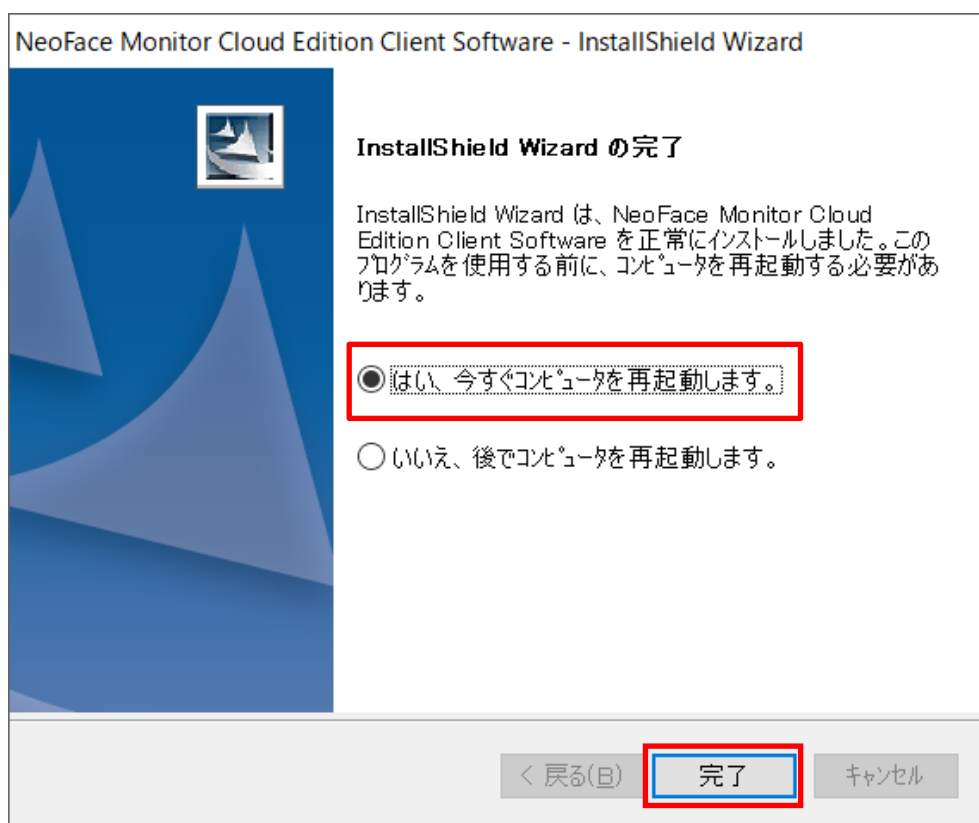 NeoFace Monitor Cloud Edition Client Software - InstallShield Wizard
InstallShield Wizard の完了
InstallShield Wizard は、NeoFace Monitor Cloud
Edition Client Software を正常にインストールしました。この
プログラムを使用する前に、コンピュータを再起動する必要があ
ります。
はい、今すぐコンピュータを再起動します。
いいえ、後でコンピュータを再起動します。
< 戻る(B)
完了
キャンセル